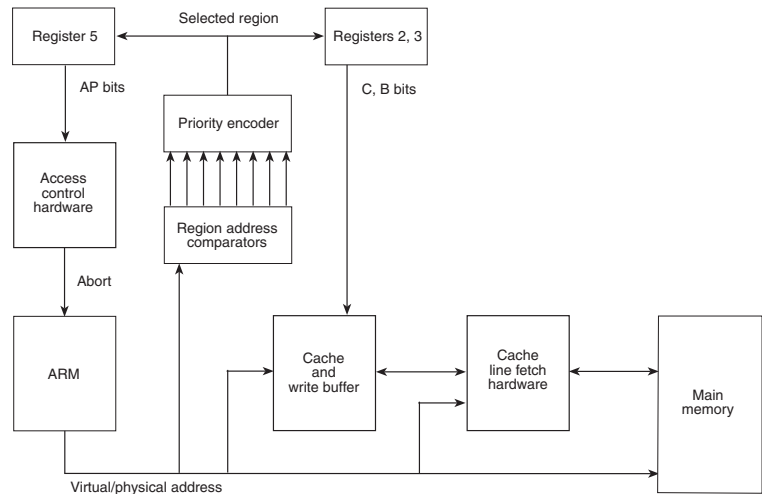 Selected region
Register 5
Registers 2, 3
AP bits
C, B bits
Priority encoder
Access
control
hardware
Region address
comparators
Abort
ARM
Cache
and
write buffer
Cache
line fetch
hardware
Main
memory
Virtual/physical address